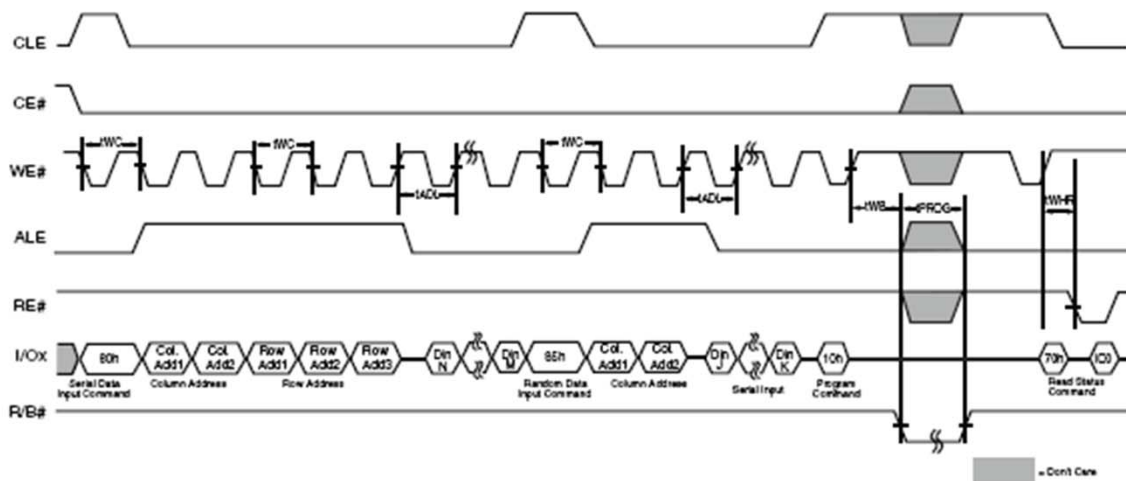 CLE
CE#
tWC tWC tWC
WE#
tADL tADL
tWB tPROG tWHR
ALE
RE#
I/Ox 80h Col. Add1 Col. Add2 Row Add1 Row Add2 Row Add3 Din N Din M 85h Col. Add1 Col. Add2 Din J Din K 10h 70h I/O0
Serial Data Input Command Column Address Row Address Random Data Input Command Column Address Serial Input Program Command Read Status Command
R/B#
= Don't Care